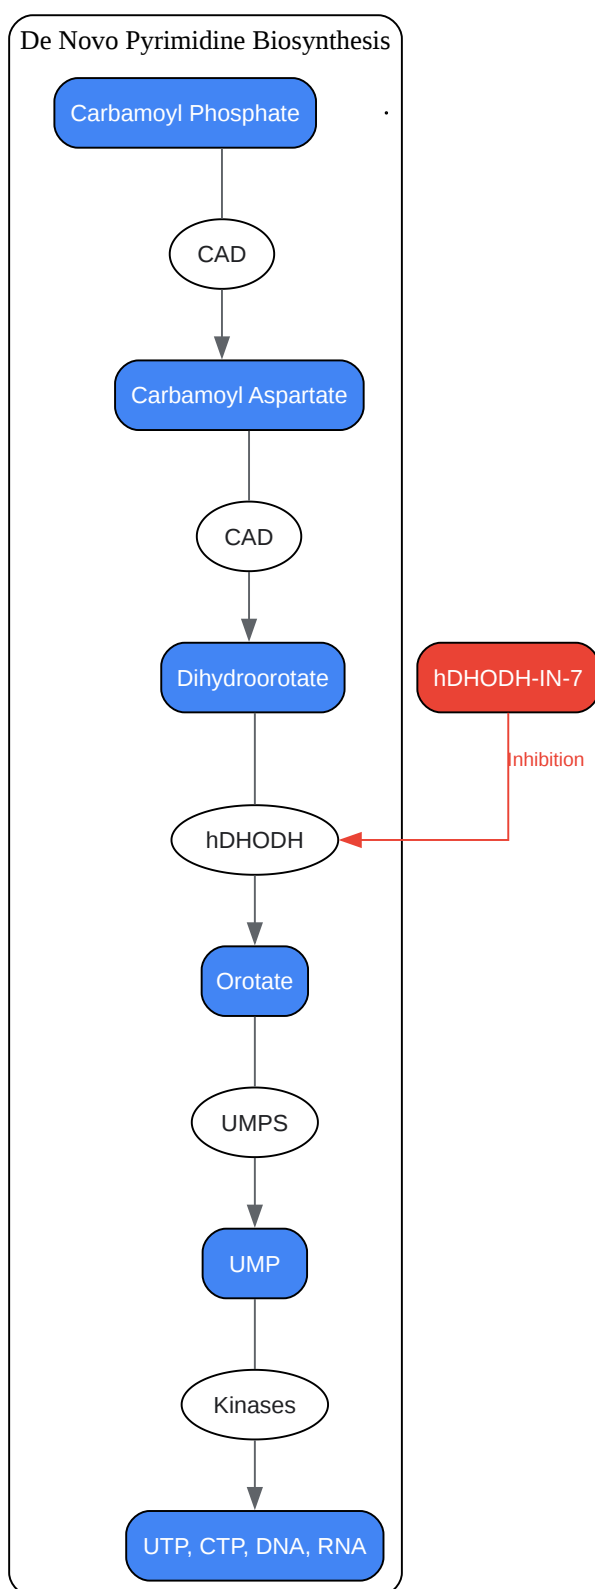 De Novo Pyrimidine Biosynthesis
Carbamoyl Phosphate
.
CAD
Carbamoyl Aspartate
CAD
Dihydroorotate
hDHODH-IN-7
Inhibition
hDHODH
Orotate
UMPS
UMP
Kinases
UTP, CTP, DNA, RNA